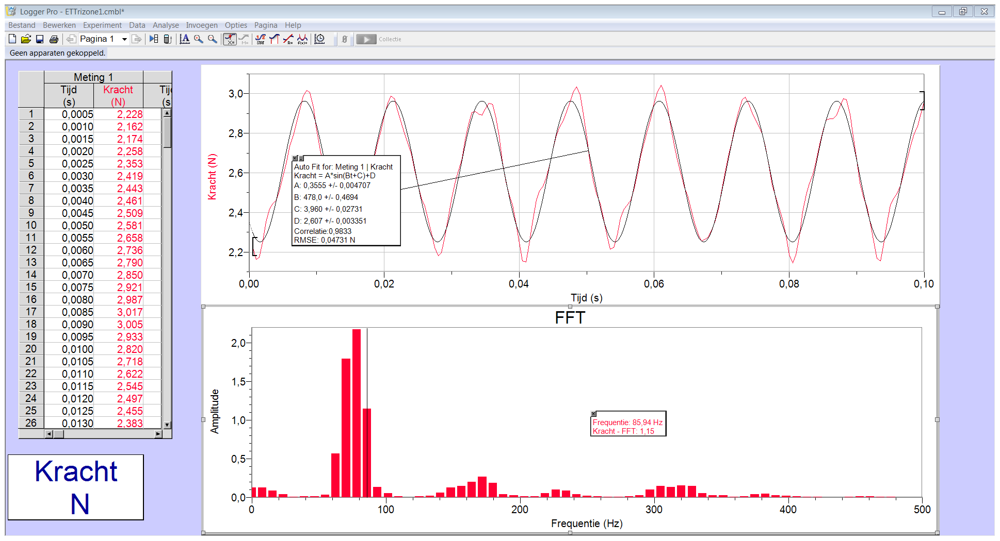 Logger Pro - ETTrizone1.cmbl*
Bestand Bewerken Experiment Data Analyse Invoegen Opties Pagina Help
Pagina 1 Collectie
Geen apparaten gekoppeld.
Meting 1
Tijd Kracht Tijd
(s) (N) (s
1 0,0005 2,228
2 0,0010 2,162
3 0,0015 2,174
4 0,0020 2,258
5 0,0025 2,353
6 0,0030 2,419
7 0,0035 2,443
8 0,0040 2,461
9 0,0045 2,509
10 0,0050 2,581
11 0,0055 2,658
12 0,0060 2,736
13 0,0065 2,790
14 0,0070 2,850
15 0,0075 2,921
16 0,0080 2,987
17 0,0085 3,017
18 0,0090 3,005
19 0,0095 2,933
20 0,0100 2,820
21 0,0105 2,718
22 0,0110 2,622
23 0,0115 2,545
24 0,0120 2,497
25 0,0125 2,455
26 0,0130 2,383
Kracht
N
Kracht (N)
3,0
2,8
2,6
2,4
2,2
Auto Fit for: Meting 1 | Kracht
Kracht = A*sin(Bt+C)+D
A: 0,3555 +/- 0,004707
B: 478,0 +/- 0,4694
C: 3,960 +/- 0,02731
D: 2,607 +/- 0,003351
Correlatie:0,9833
RMSE: 0,04731 N
0,00 0,02 0,04 0,06 0,08 0,10
Tijd (s)
FFT
Amplitude
2,0
1,5
1,0
0,5
0,0
Frequentie: 85,94 Hz
Kracht - FFT: 1,15
0 100 200 300 400 500
Frequentie (Hz)